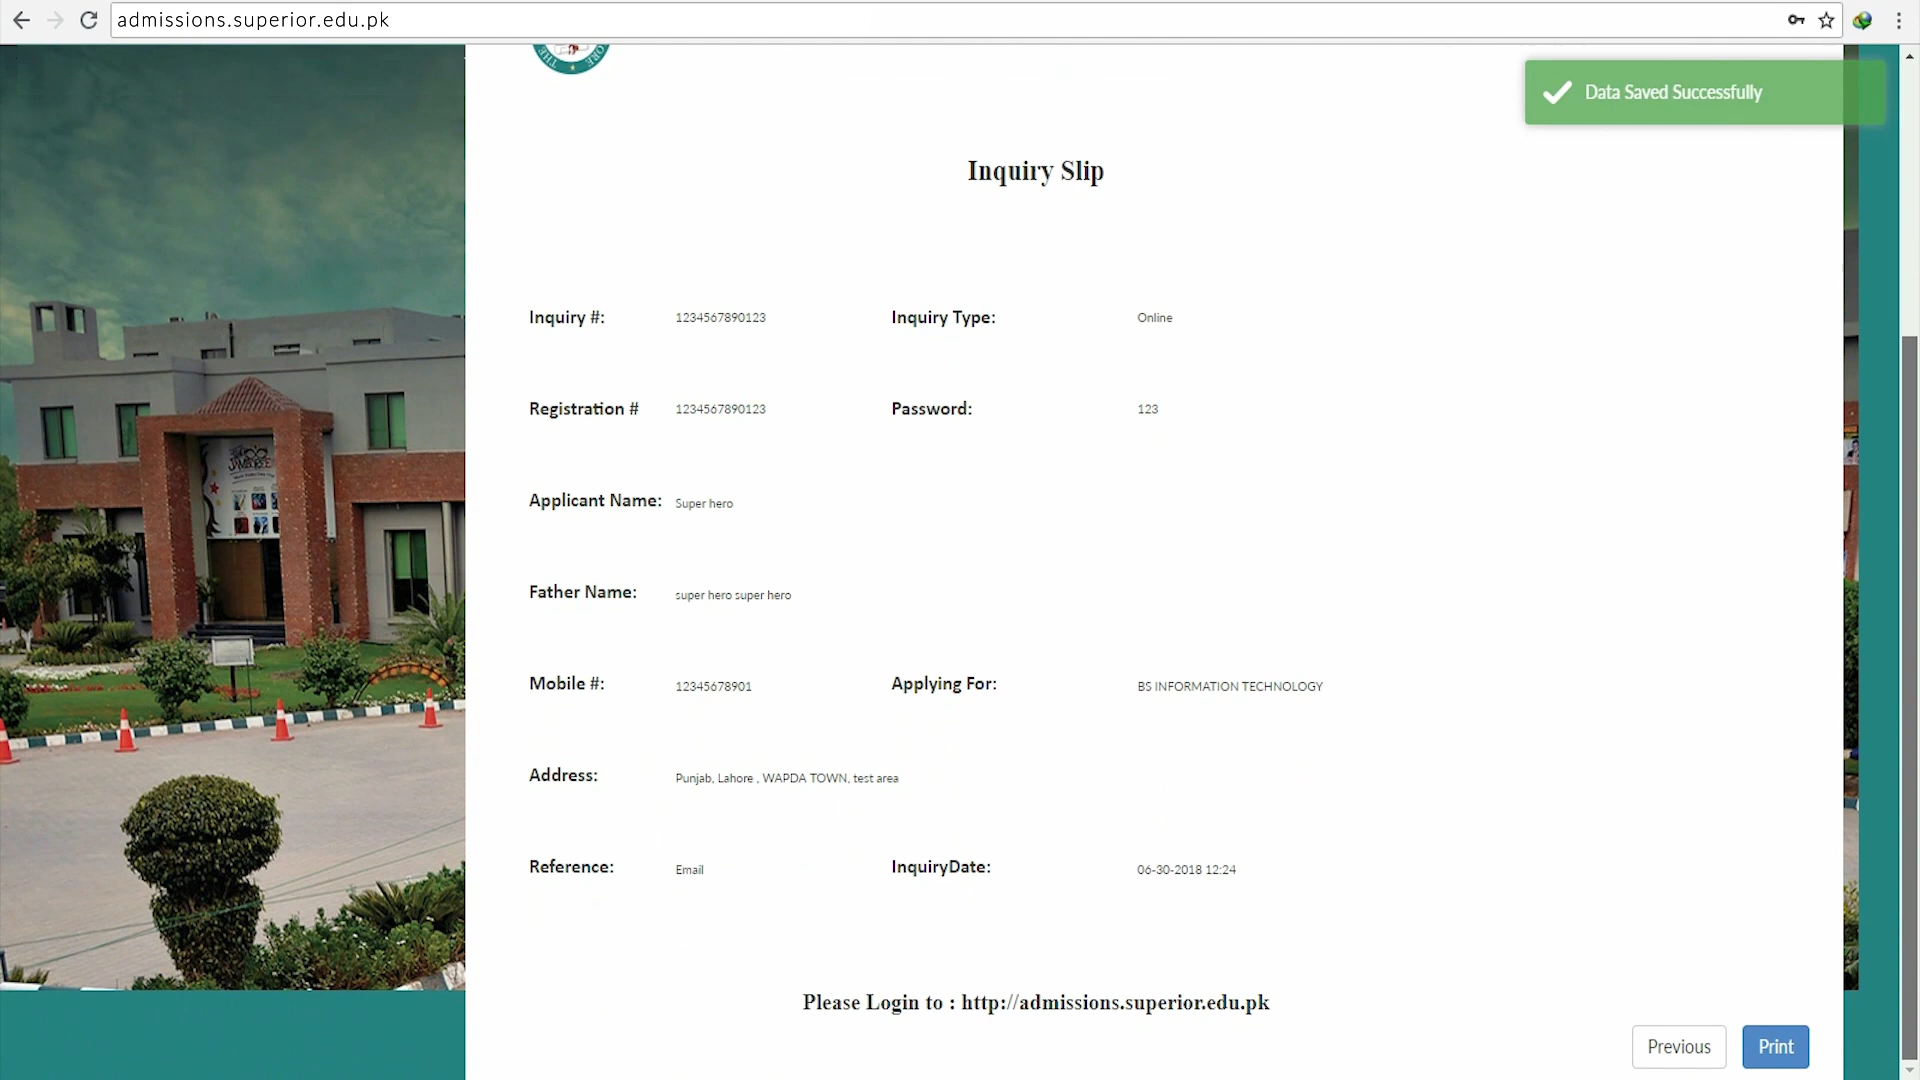 admissions.superior.edu.pk
Data Saved Successfully
Inquiry Slip
Inquiry #: 1234567890123 Inquiry Type: Online
Registration # 1234567890123 Password: 123
Applicant Name: Super hero
Father Name: super hero super hero
Mobile #: 12345678901 Applying For: BS INFORMATION TECHNOLOGY
Address: Punjab, Lahore , WAPDA TOWN, test area
Reference: Email InquiryDate: 06-30-2018 12:24
Please Login to : http://admissions.superior.edu.pk
Previous Print
JAMBOREE